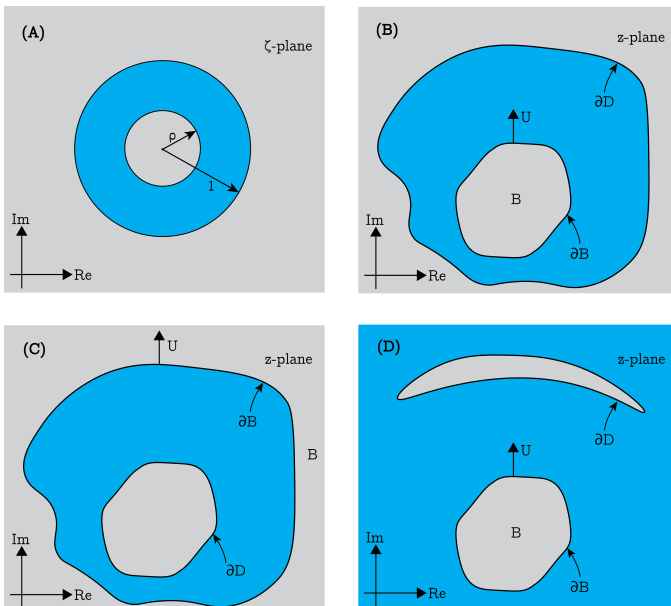 (A)
ζ-plane
ρ
1
Im
Re
(B)
z-plane
∂D
U
B
∂B
Im
Re
(C)
U
z-plane
∂B
B
∂D
Im
Re
(D)
z-plane
∂D
U
B
∂B
Im
Re